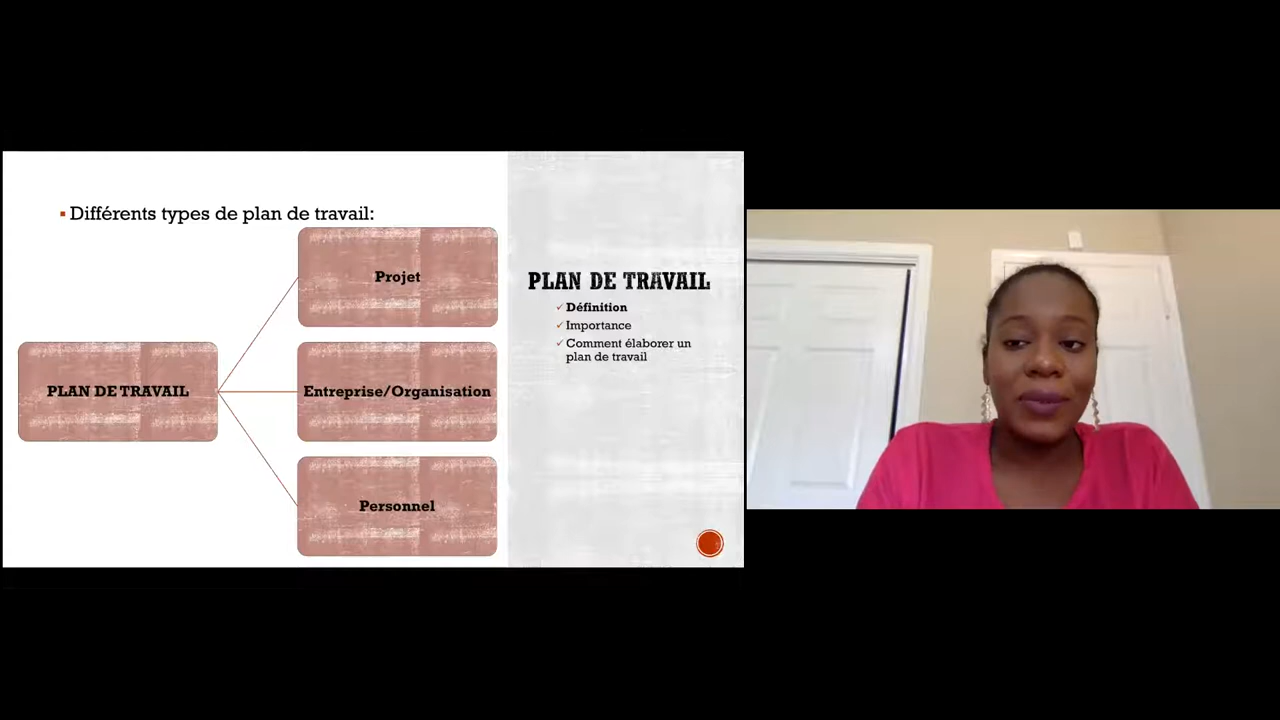 ▪ Différents types de plan de travail:
Projet
PLAN DE TRAVAIL
Entreprise/Organisation
Personnel
PLAN DE TRAVAIL
✓ Définition
✓ Importance
✓ Comment élaborer un
plan de travail